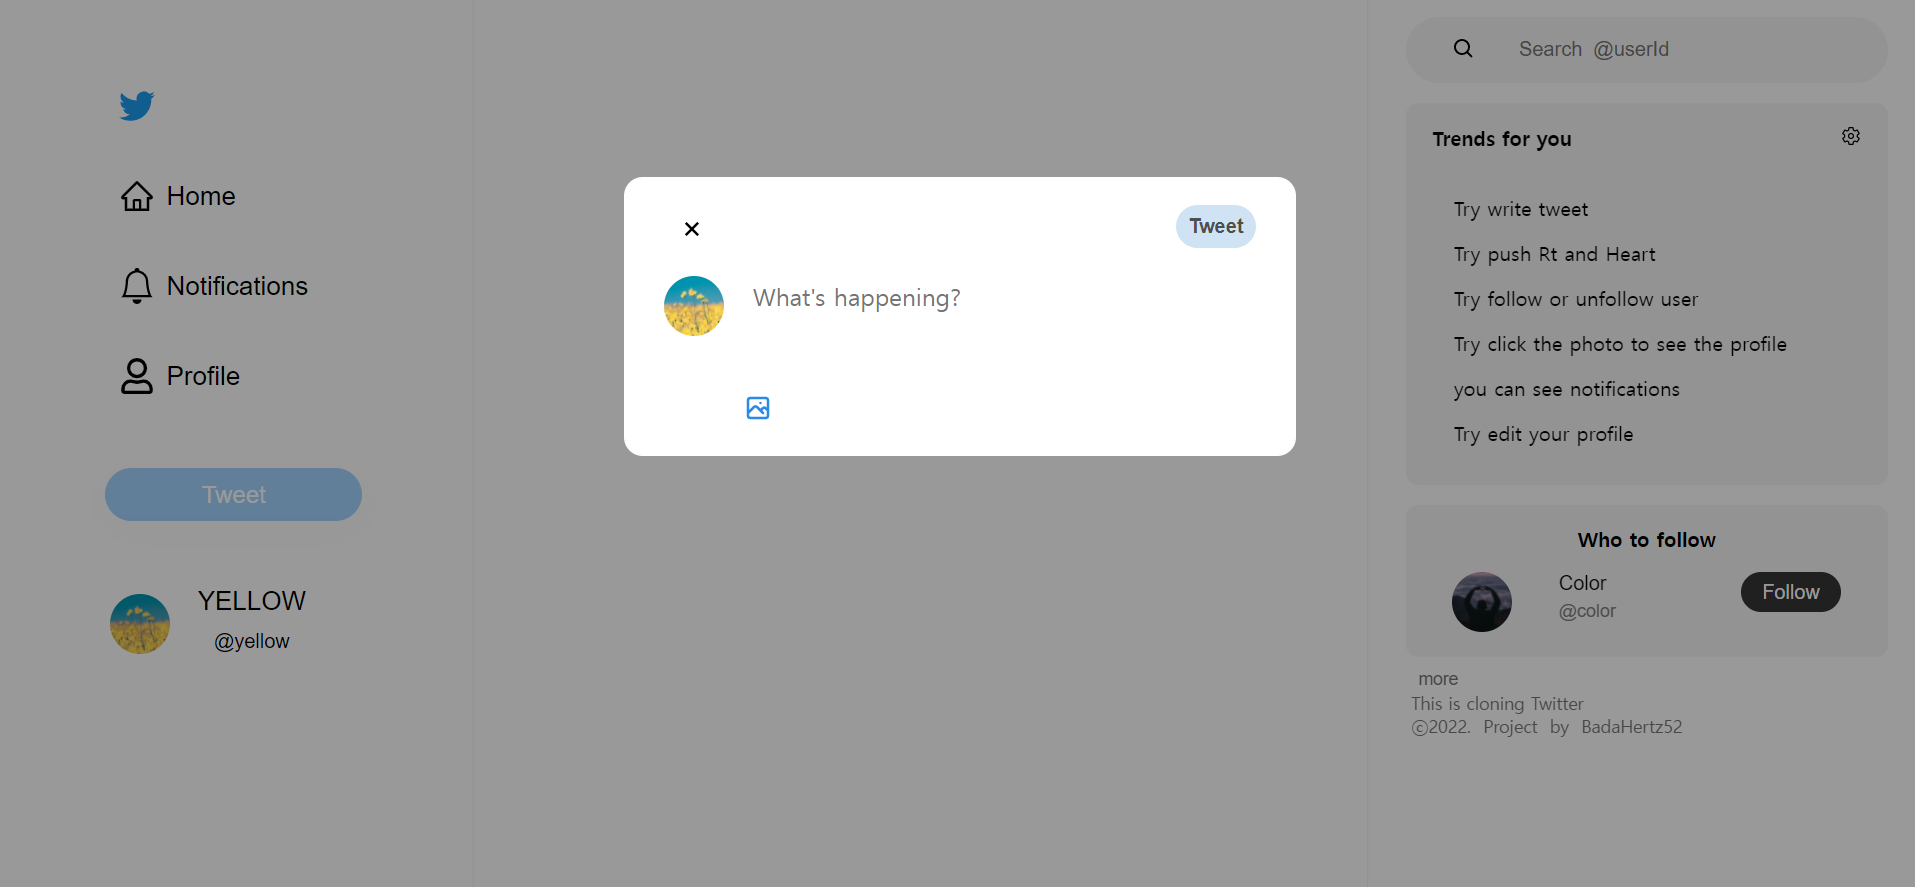 Home
Notifications
Profile
Tweet
YELLOW
@yellow
Tweet
What's happening?
Search @userId
Trends for you
Try write tweet
Try push Rt and Heart
Try follow or unfollow user
Try click the photo to see the profile
you can see notifications
Try edit your profile
Who to follow
Color
@color
Follow
more
This is cloning Twitter
ⓒ2022. Project by BadaHertz52